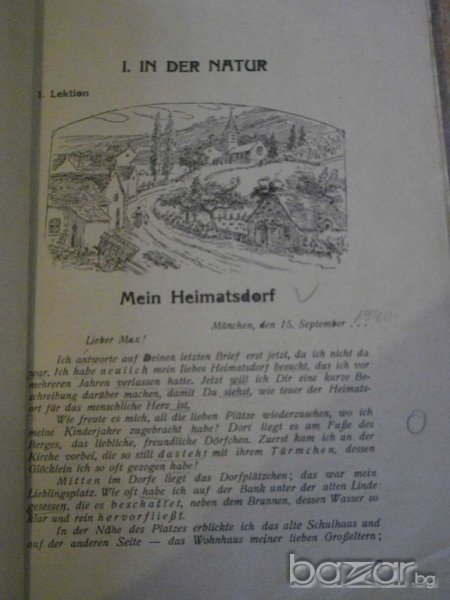 I. IN DER NATUR
1. Lektion
Mein Heimatsdorf
München, den 15. September 1940
Lieber Max!
Ich antworte auf Deinen letzten Brief erst jetzt, da ich nicht da
war. Ich habe neulich mein liebes Heimatsdorf besucht, das ich vor
mehreren Jahren verlassen hatte. Jetzt will ich Dir eine kurze Be-
schreibung darüber machen, damit Du siehst, wie teuer der Heimats-
ort für das menschliche Herz ist.
Wie freute es mich, all die lieben Plätze wiederzusehen, wo ich
meine Kinderjahre zugebracht habe! Dort liegt es am Fuße des
Berges, das liebliche, freundliche Dörfchen. Zuerst kam ich an der
Kirche vorbei, die so still dasteht mit ihrem Türmchen, dessen
Glöcklein ich so oft gezogen habe!
Mitten im Dorfe liegt das Dorfplätzchen; das war mein
Lieblingsplatz. Wie oft habe ich auf der Bank unter der alten Linde
gesessen, die es beschattet, neben dem Brunnen, dessen Wasser so
klar und rein hervorfließt.
In der Nähe des Platzes erblickte ich das alte Schulhaus und
auf der anderen Seite — das Wohnhaus meiner lieben Großeltern;
bazar.bg